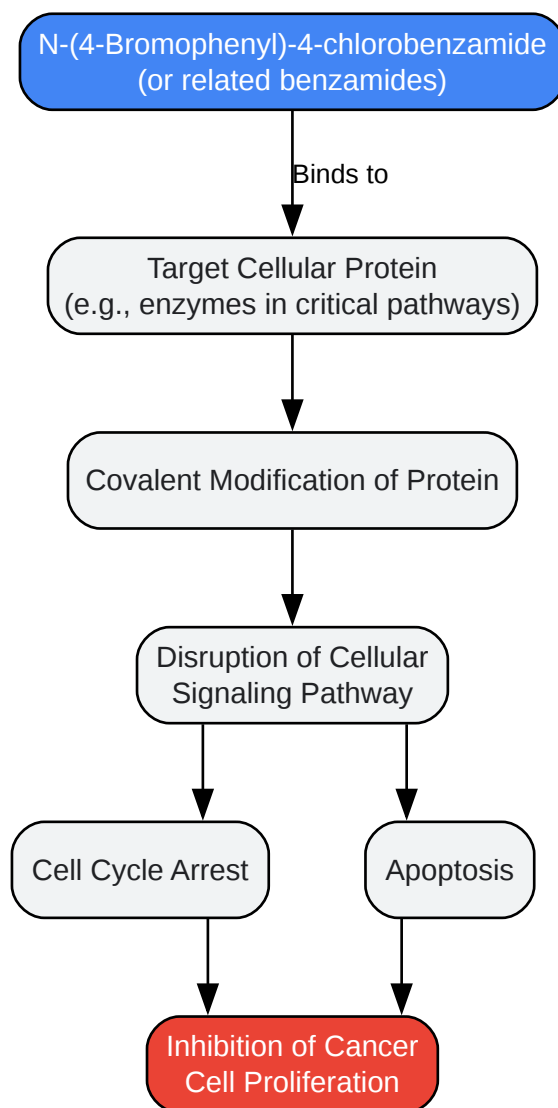 N-(4-Bromophenyl)-4-chlorobenzamide
(or related benzamides)
Binds to
Target Cellular Protein
(e.g., enzymes in critical pathways)
Covalent Modification of Protein
Disruption of Cellular
Signaling Pathway
Cell Cycle Arrest
Apoptosis
Inhibition of Cancer
Cell Proliferation